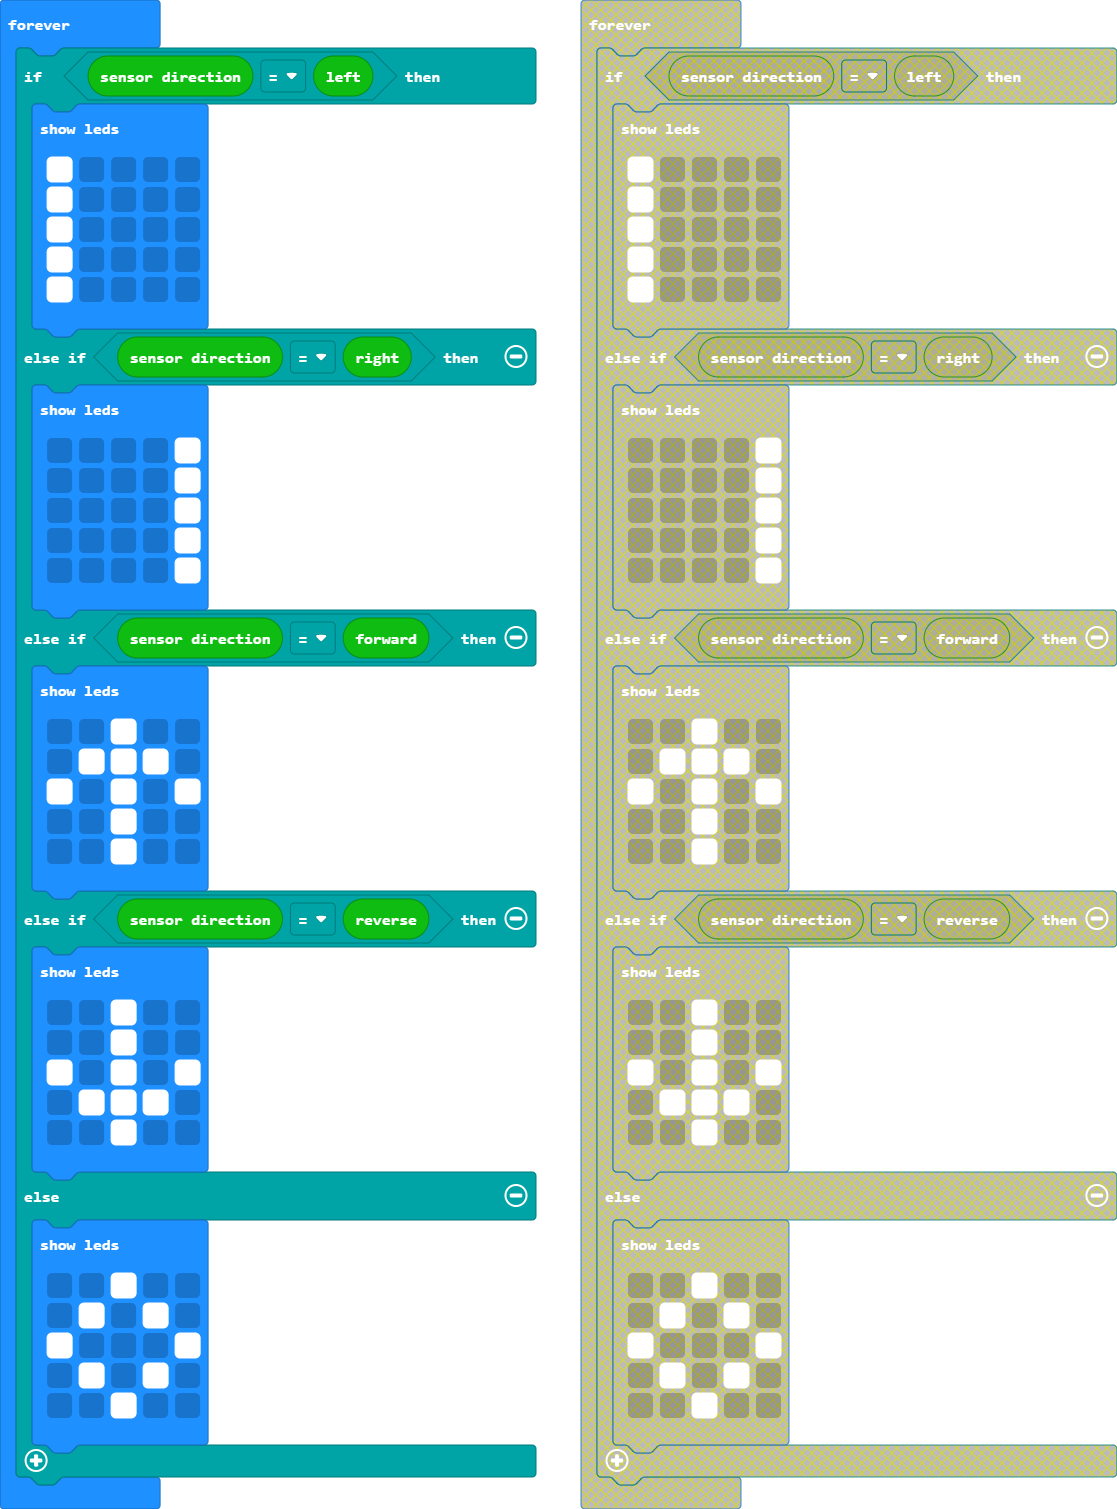 forever
if sensor direction = left then
show leds
else if sensor direction = right then
show leds
else if sensor direction = forward then
show leds
else if sensor direction = reverse then
show leds
else
show leds
forever
if sensor direction = left then
show leds
else if sensor direction = right then
show leds
else if sensor direction = forward then
show leds
else if sensor direction = reverse then
show leds
else
show leds